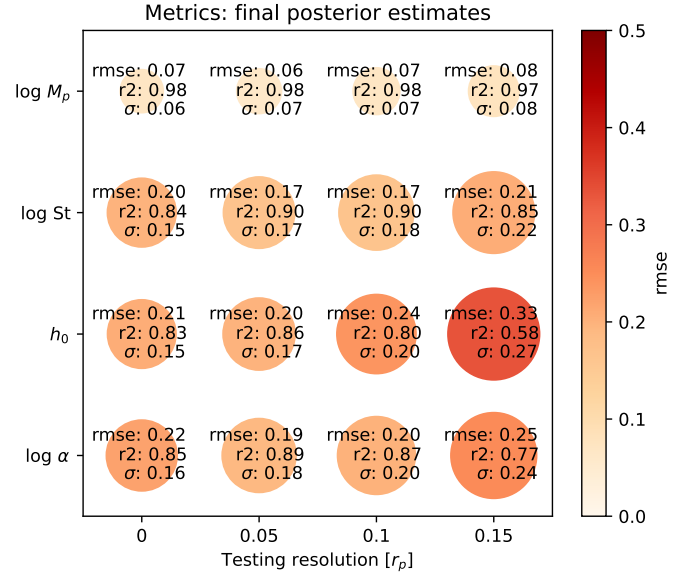 Metrics: final posterior estimates
log M_p
rmse: 0.07
r2: 0.98
σ: 0.06
rmse: 0.06
r2: 0.98
σ: 0.07
rmse: 0.07
r2: 0.98
σ: 0.07
rmse: 0.08
r2: 0.97
σ: 0.08
log St
rmse: 0.20
r2: 0.84
σ: 0.15
rmse: 0.17
r2: 0.90
σ: 0.17
rmse: 0.17
r2: 0.90
σ: 0.18
rmse: 0.21
r2: 0.85
σ: 0.22
h_0
rmse: 0.21
r2: 0.83
σ: 0.15
rmse: 0.20
r2: 0.86
σ: 0.17
rmse: 0.24
r2: 0.80
σ: 0.20
rmse: 0.33
r2: 0.58
σ: 0.27
log α
rmse: 0.22
r2: 0.85
σ: 0.16
rmse: 0.19
r2: 0.89
σ: 0.18
rmse: 0.20
r2: 0.87
σ: 0.20
rmse: 0.25
r2: 0.77
σ: 0.24
0
0.05
0.1
0.15
Testing resolution [r_p]
0.5
0.4
0.3
0.2
0.1
0.0
rmse